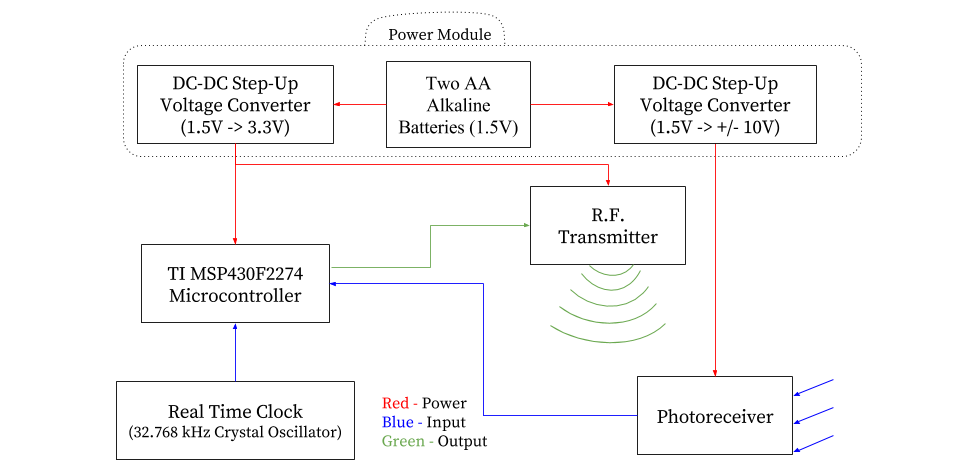 Power Module
DC-DC Step-Up
Voltage Converter
(1.5V -> 3.3V)
Two AA
Alkaline
Batteries (1.5V)
DC-DC Step-Up
Voltage Converter
(1.5V -> +/- 10V)
R.F.
Transmitter
TI MSP430F2274
Microcontroller
Real Time Clock
(32.768 kHz Crystal Oscillator)
Red - Power
Blue - Input
Green - Output
Photoreceiver